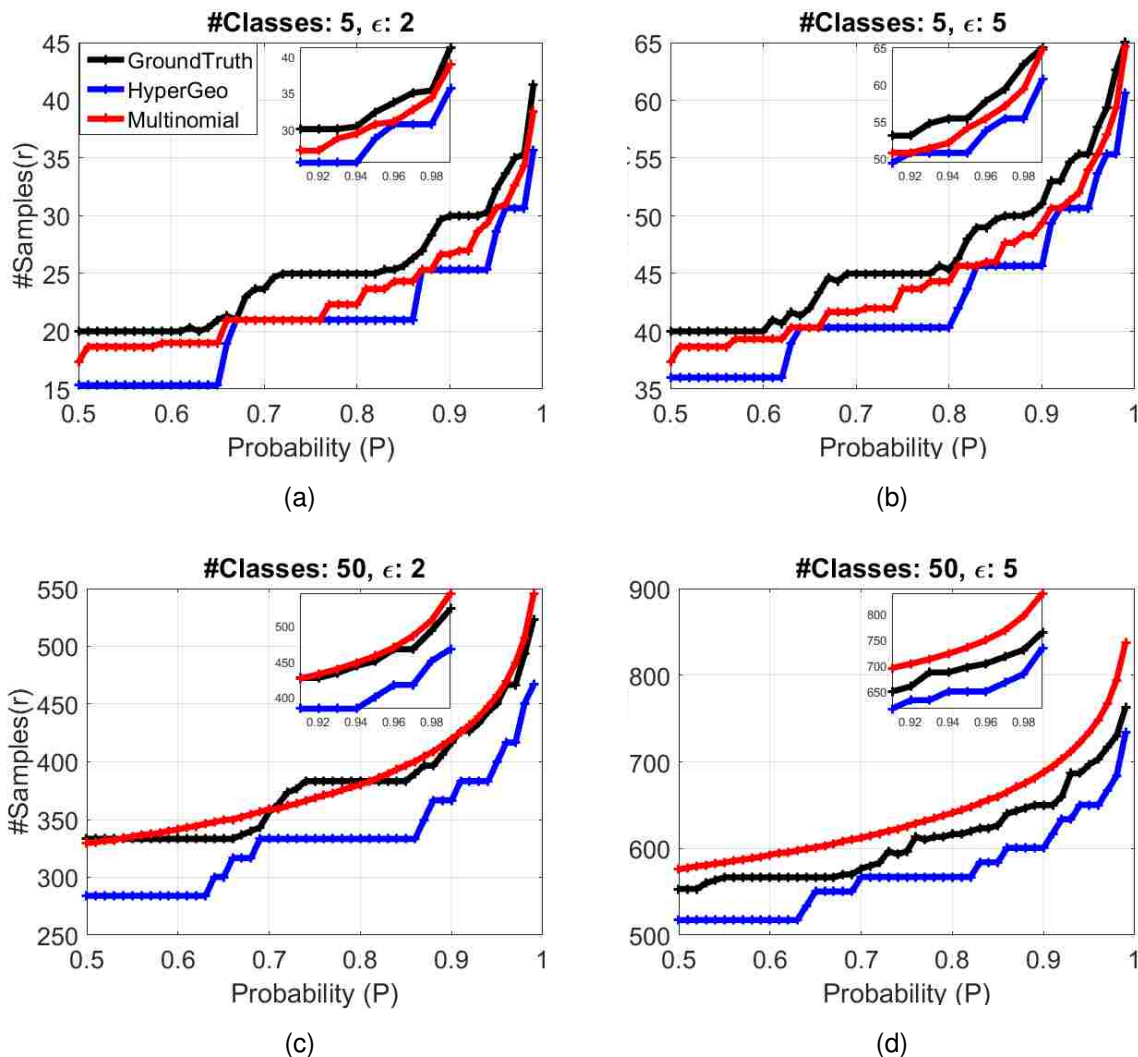 #Classes: 5, ϵ: 2
45
40
35
30
25
20
15
#Samples(r)
GroundTruth
HyperGeo
Multinomial
40
35
30
0.92 0.94 0.96 0.98
0.5 0.6 0.7 0.8 0.9 1
Probability (P)
(a)
#Classes: 5, ϵ: 5
65
60
55
50
45
40
35
65
60
55
50
0.92 0.94 0.96 0.98
0.5 0.6 0.7 0.8 0.9 1
Probability (P)
(b)
#Classes: 50, ϵ: 2
550
500
450
400
350
300
250
#Samples(r)
500
450
400
0.92 0.94 0.96 0.98
0.5 0.6 0.7 0.8 0.9 1
Probability (P)
(c)
#Classes: 50, ϵ: 5
900
800
700
600
500
800
750
700
650
0.92 0.94 0.96 0.98
0.5 0.6 0.7 0.8 0.9 1
Probability (P)
(d)